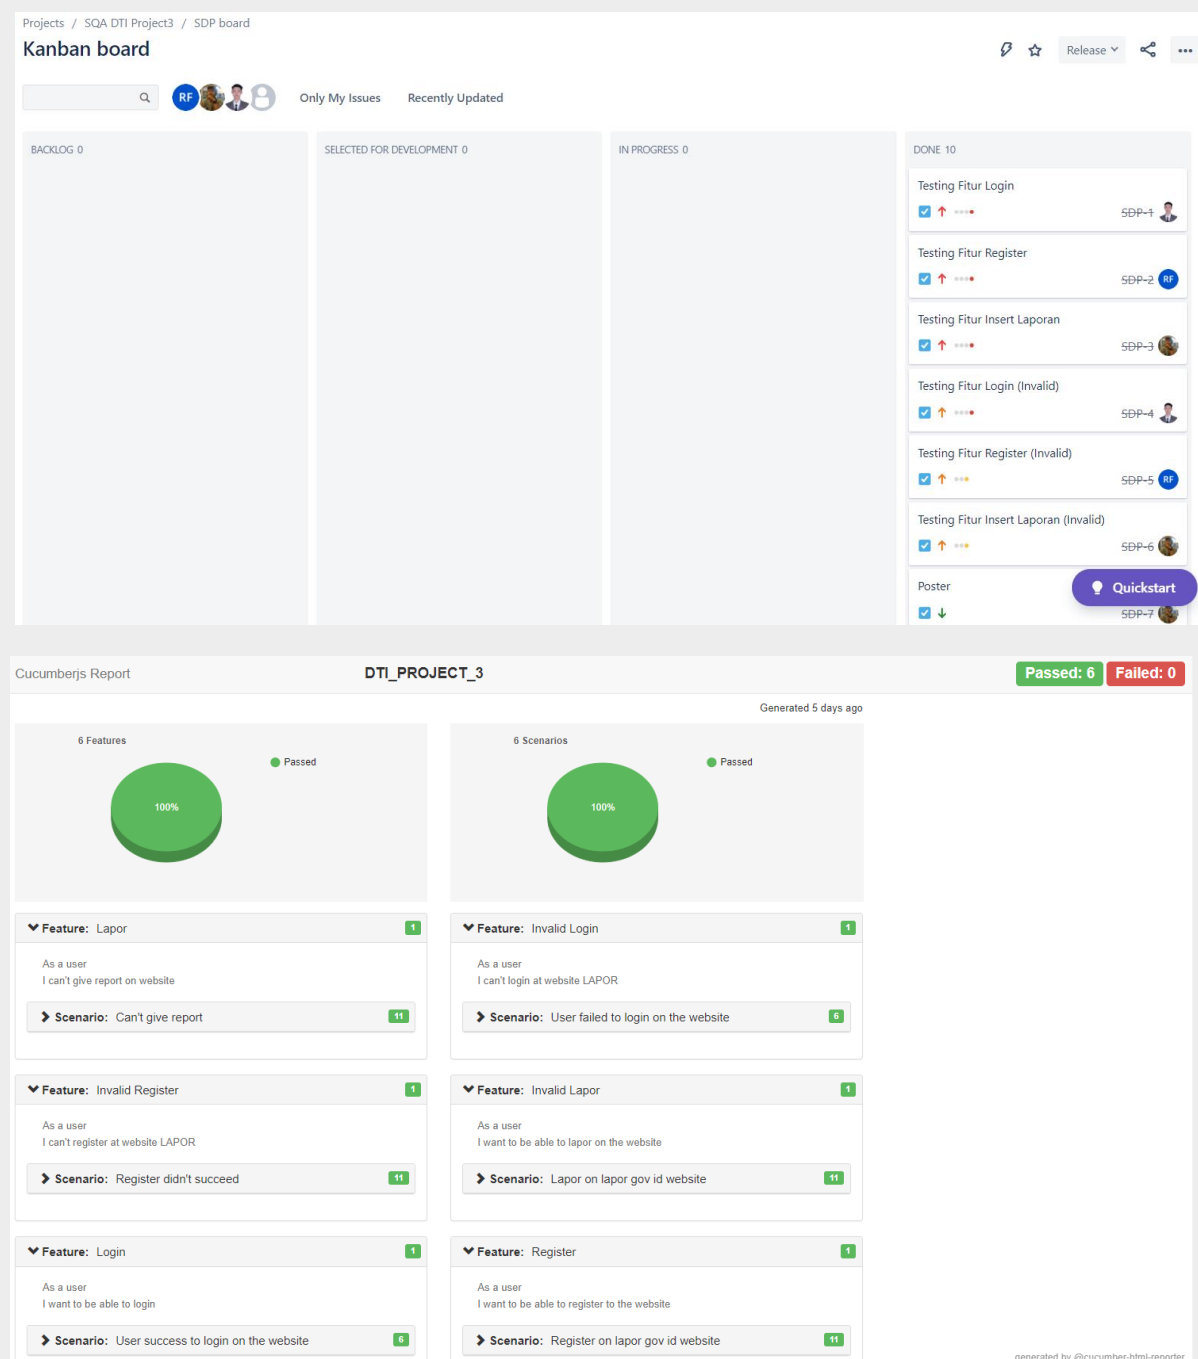 Projects / SQA DTI Project3 / SDP board
Kanban board
Release
RF
Only My Issues
Recently Updated
BACKLOG 0
SELECTED FOR DEVELOPMENT 0
IN PROGRESS 0
DONE 10
Testing Fitur Login
SDP-1
Testing Fitur Register
SDP-2 RF
Testing Fitur Insert Laporan
SDP-3
Testing Fitur Login (Invalid)
SDP-4
Testing Fitur Register (Invalid)
SDP-5 RF
Testing Fitur Insert Laporan (Invalid)
SDP-6
Poster
Quickstart
SDP-7
Cucumberjs Report
DTI_PROJECT_3
Passed: 6
Failed: 0
Generated 5 days ago
6 Features
Passed
100%
6 Scenarios
Passed
100%
Feature: Lapor 1
As a user
I can't give report on website
Scenario: Can't give report 11
Feature: Invalid Login 1
As a user
I can't login at website LAPOR
Scenario: User failed to login on the website 6
Feature: Invalid Register 1
As a user
I can't register at website LAPOR
Scenario: Register didn't succeed 11
Feature: Invalid Lapor 1
As a user
I want to be able to lapor on the website
Scenario: Lapor on lapor gov id website 11
Feature: Login 1
As a user
I want to be able to login
Scenario: User success to login on the website 6
Feature: Register 1
As a user
I want to be able to register to the website
Scenario: Register on lapor gov id website 11
generated by @cucumber-html-reporter